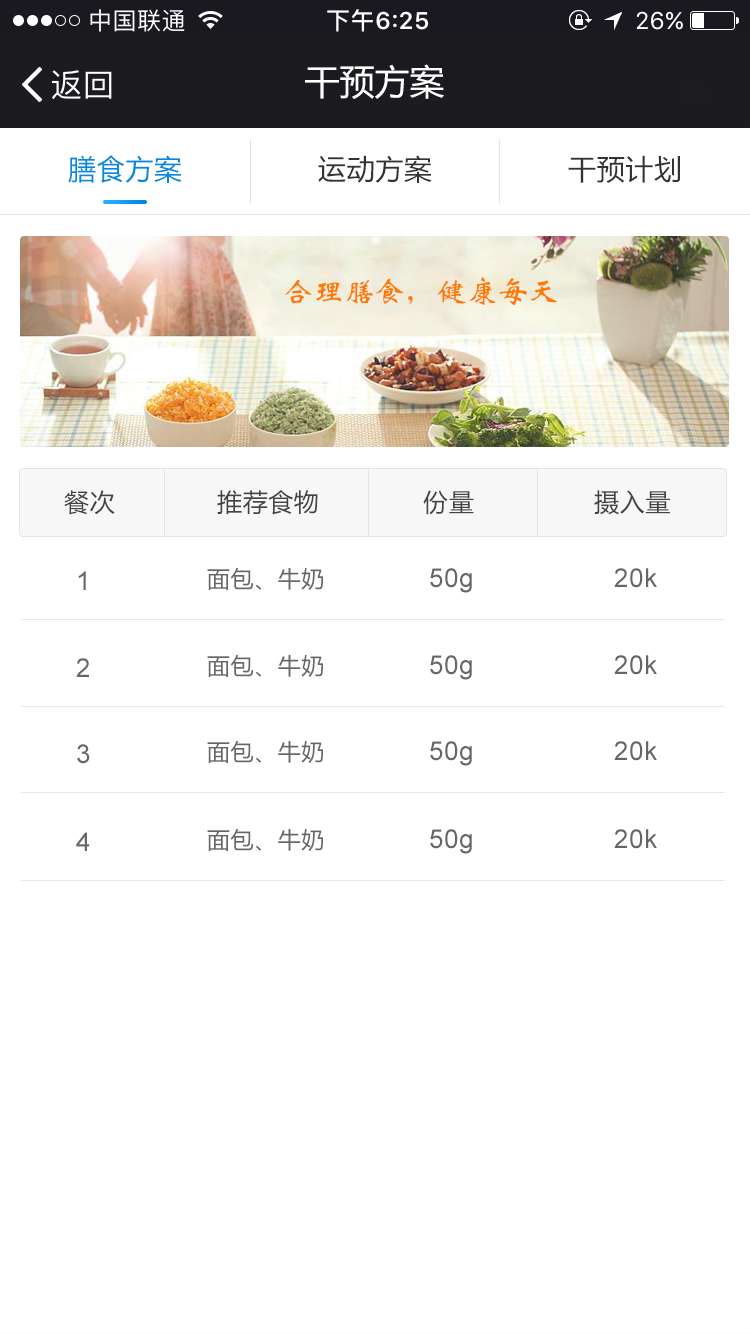 中国联通 下午6:25 26%
返回 干预方案
膳食方案 运动方案 干预计划
合理膳食，健康每天
餐次 推荐食物 份量 摄入量
1 面包、牛奶 50g 20k
2 面包、牛奶 50g 20k
3 面包、牛奶 50g 20k
4 面包、牛奶 50g 20k